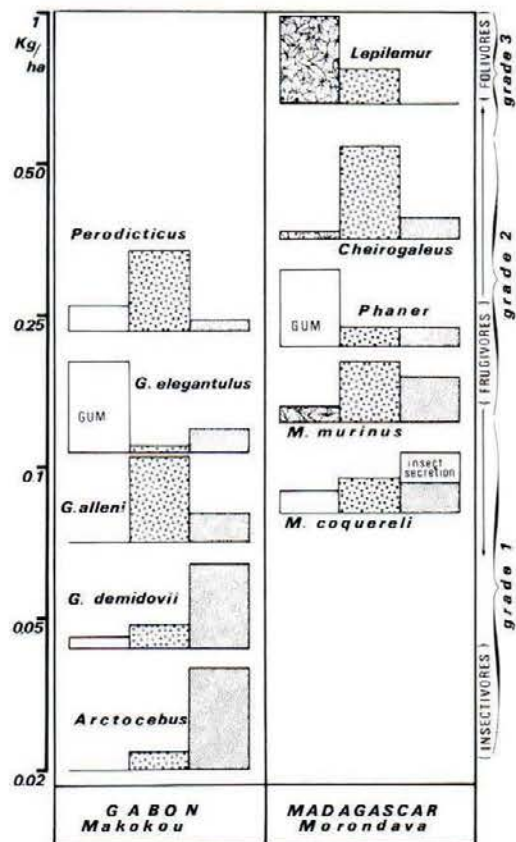 1
Kg/
ha
0.50
0.25
0.1
0.05
0.02
Perodicticus
GUM
G. elegantulus
G. alleni
G. demidovii
Arctocebus
GABON
Makokou
Lepilemur
Cheirogaleus
GUM
Phaner
M. murinus
insect
secretion
M. coquereli
MADAGASCAR
Morondava
(FOLIVORES)
(FRUGIVORES)
(INSECTIVORES)
grade 3
grade 2
grade 1